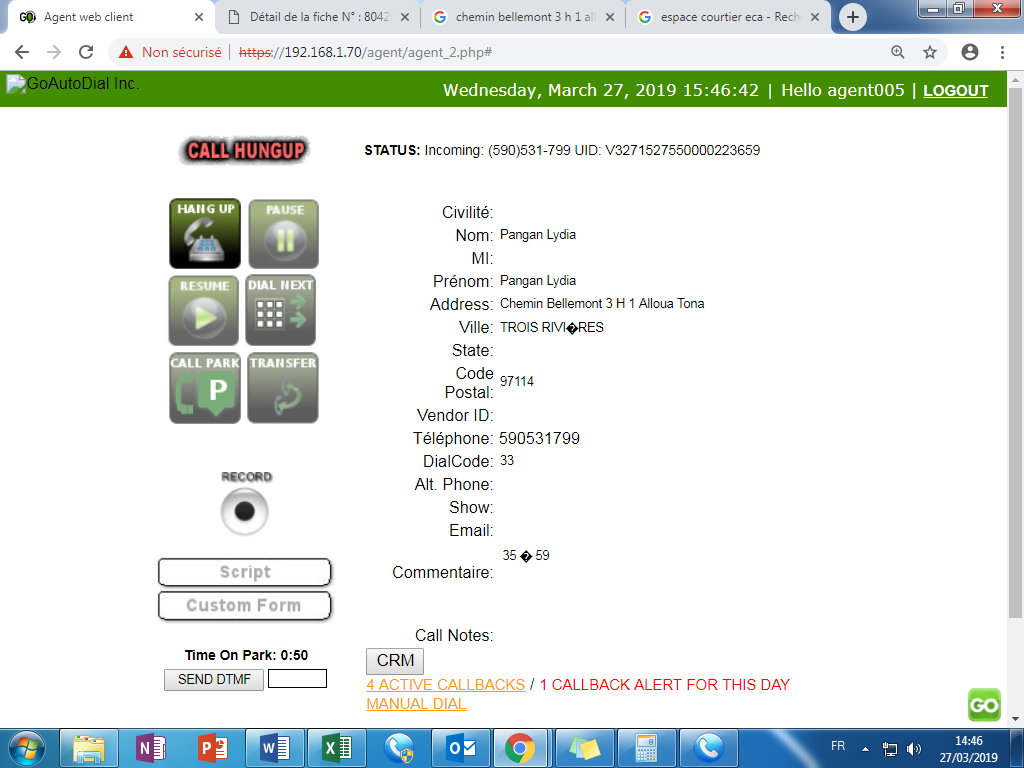 Agent web client
Détail de la fiche N° : 8042
chemin bellemont 3 h 1 all
espace courtier eca - Rech
Non sécurisé | https://192.168.1.70/agent/agent_2.php#
GoAutoDial Inc.
Wednesday, March 27, 2019 15:46:42 | Hello agent005 | LOGOUT
CALL HUNGUP
STATUS: Incoming: (590)531-799 UID: V3271527550000223659
HANG UP
PAUSE
RESUME
DIAL NEXT
CALL PARK
P
TRANSFER
RECORD
Script
Custom Form
Time On Park: 0:50
SEND DTMF
Civilité:
Nom: Pangan Lydia
MI:
Prénom: Pangan Lydia
Address: Chemin Bellemont 3 H 1 Alloua Tona
Ville: TROIS RIVI�RES
State:
Code
Postal: 97114
Vendor ID:
Téléphone: 590531799
DialCode: 33
Alt. Phone:
Show:
Email:
35 � 59
Commentaire:
Call Notes:
CRM
4 ACTIVE CALLBACKS / 1 CALLBACK ALERT FOR THIS DAY
MANUAL DIAL
GO
FR
14:46
27/03/2019